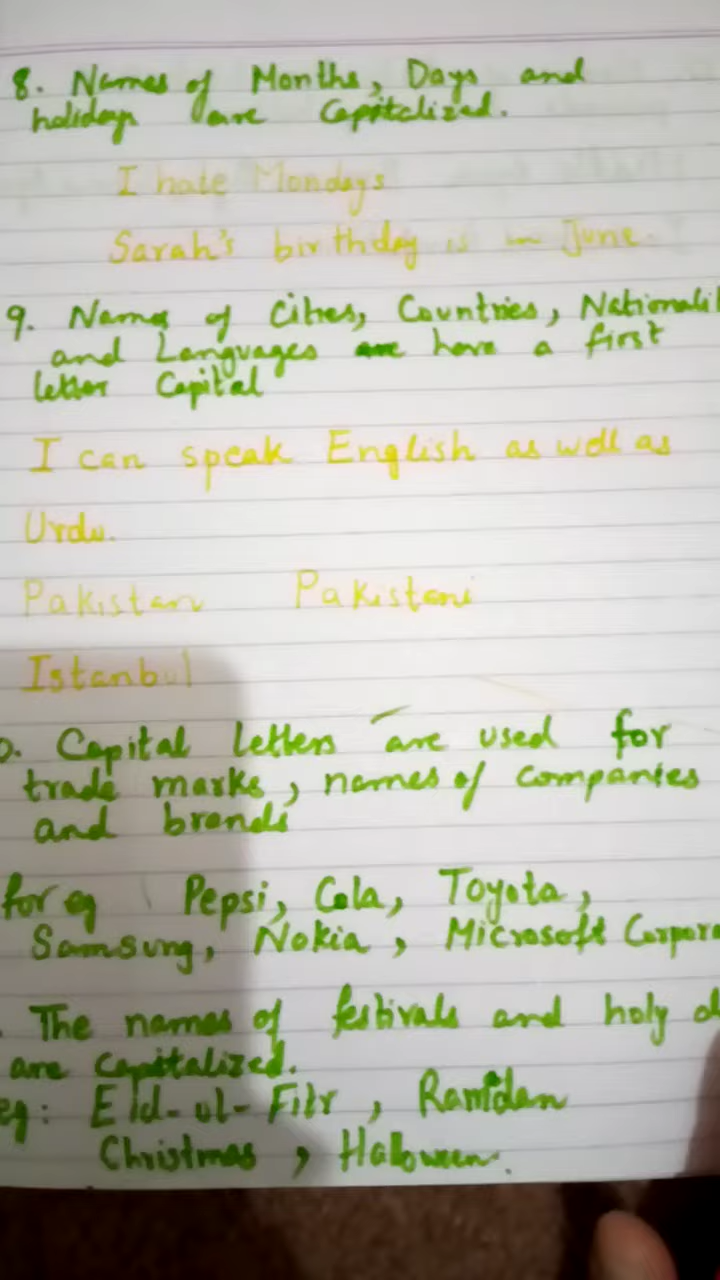 8. Names of Months, Days and
holidays are Capitalized.
I hate Mondays
Sarah's birthday is in June.
9. Names of Cities, Countries, Nationali
and Languages have a first
letter Capital
I can speak English as well as
Urdu.
Pakistan Pakistani
Istanbul
0. Capital letters are used for
trade marks, names of companies
and brands
for eg Pepsi, Cola, Toyota,
Samsung, Nokia, Microsoft Corpora
. The names of festivals and holy d
are capitalized.
eg: Eid-ul-Fitr, Ramdan
Christmas, Halloween.